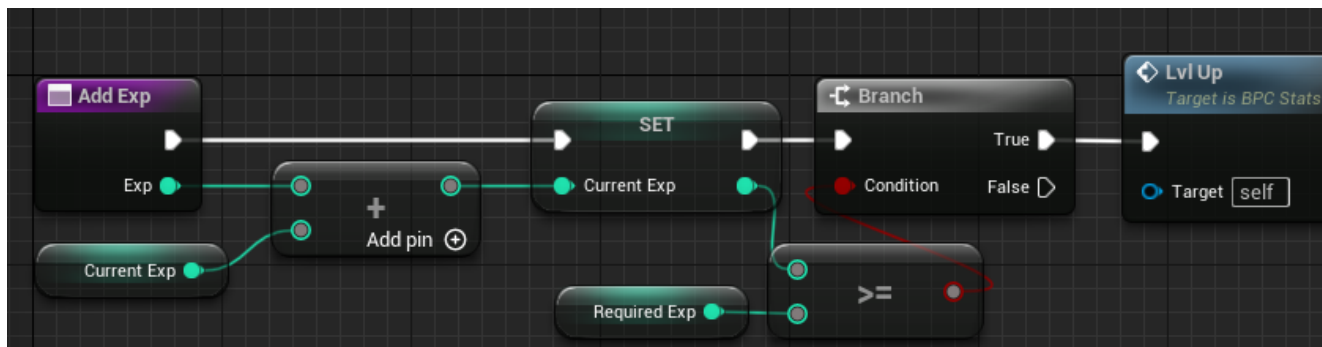 Add Exp
Exp
Current Exp
+
Add pin
SET
Current Exp
Required Exp
>=
Branch
True
Condition
False
Lvl Up
Target is BPC Stats
Target self